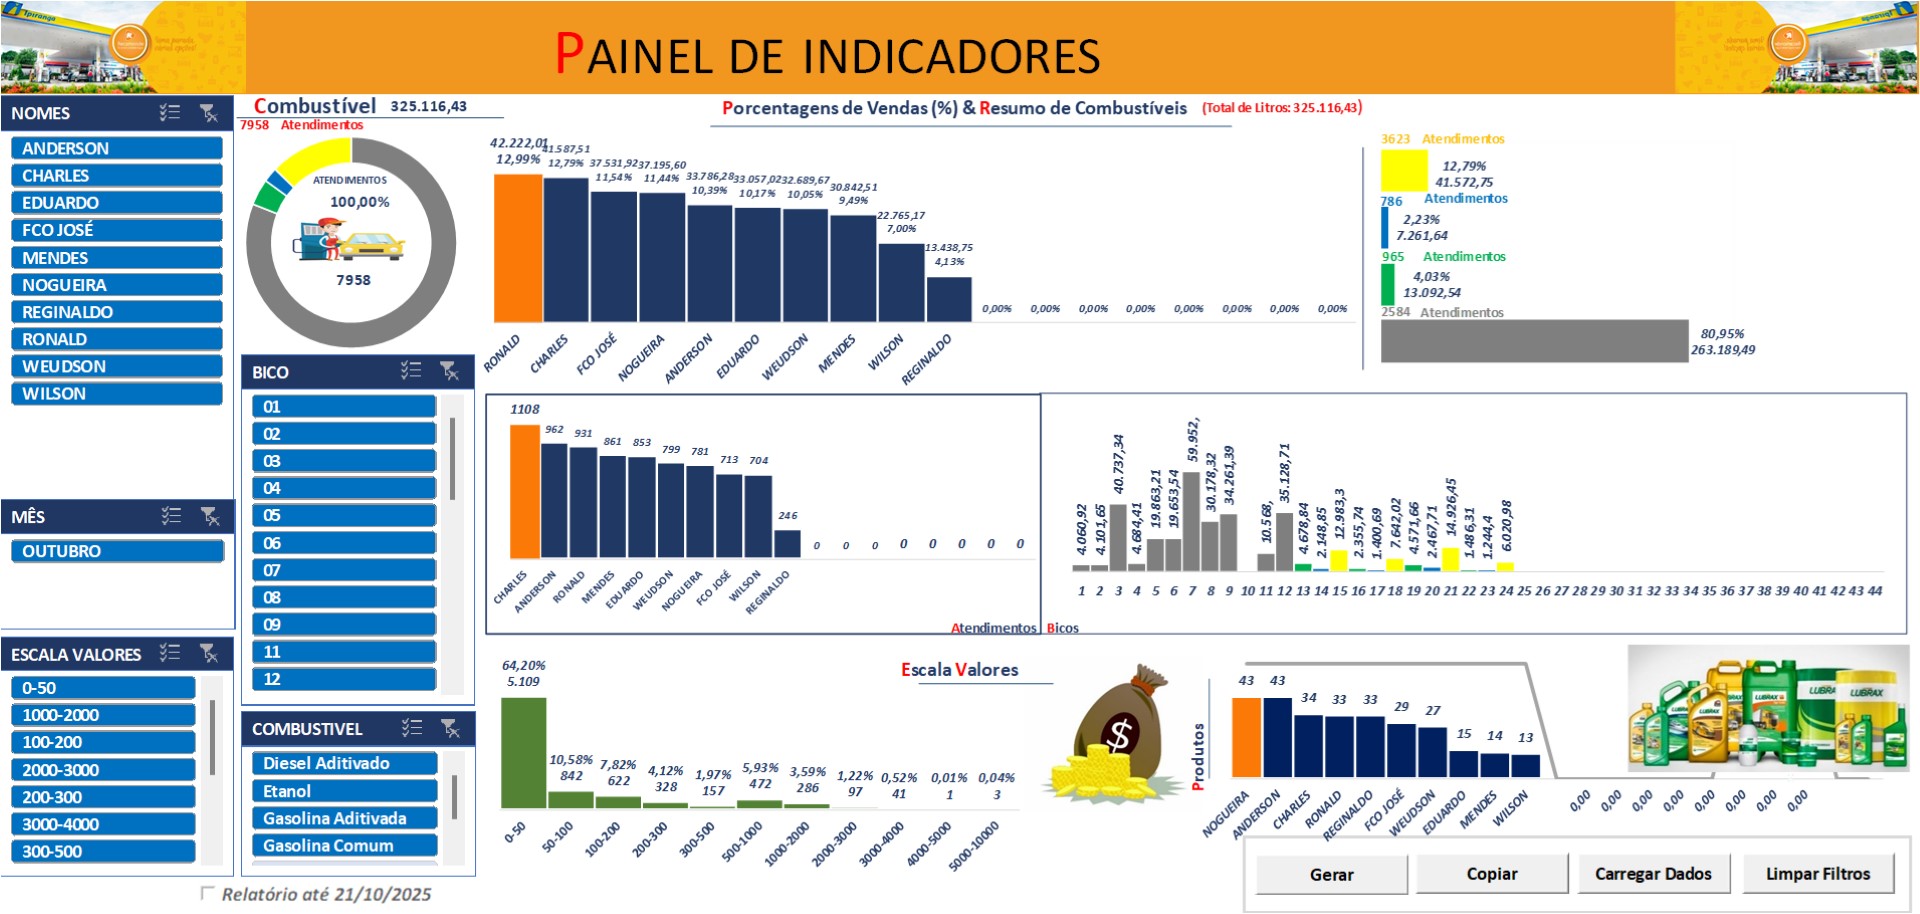 Ipiranga
PAINEL DE INDICADORES
NOMES
ANDERSON
CHARLES
EDUARDO
FCO JOSÉ
MENDES
NOGUEIRA
REGINALDO
RONALD
WEUDSON
WILSON
MÊS
OUTUBRO
ESCALA VALORES
0-50
1000-2000
100-200
2000-3000
200-300
3000-4000
300-500
Relatório até 21/10/2025
Combustível 325.116,43
7958 Atendimentos
ATENDIMENTOS
100,00%
7958
BICO
01
02
03
04
05
06
07
08
09
11
12
COMBUSTIVEL
Diesel Aditivado
Etanol
Gasolina Aditivada
Gasolina Comum
Porcentagens de Vendas (%) & Resumo de Combustíveis (Total de Litros: 325.116,43)
42.222,01 41.587,51 37.531,92 37.195,60 33.786,28 33.057,02 32.689,67 30.842,51 22.765,17 13.438,75
12,99% 12,79% 11,54% 11,44% 10,39% 10,17% 10,05% 9,49% 7,00% 4,13% 0,00% 0,00% 0,00% 0,00% 0,00% 0,00% 0,00% 0,00%
RONALD CHARLES FCO JOSÉ NOGUEIRA ANDERSON EDUARDO WEUDSON MENDES WILSON REGINALDO
3623 Atendimentos
12,79%
41.572,75
786 Atendimentos
2,23%
7.261,64
965 Atendimentos
4,03%
13.092,54
2584 Atendimentos
80,95%
263.189,49
1108 962 931 861 853 799 781 713 704 246 0 0 0 0 0 0 0 0
CHARLES ANDERSON RONALD MENDES EDUARDO WEUDSON NOGUEIRA FCO JOSÉ WILSON REGINALDO
Atendimentos
4.060,92 4.101,65 40.737,34 4.684,41 19.863,21 19.653,54 59.952, 30.178,32 34.261,39 10.568, 35.128,71 4.678,84 2.148,85 12.983,3 2.355,74 1.400,69 7.642,02 4.571,66 2.467,71 14.926,45 1.486,31 1.244,4 6.020,98
1 2 3 4 5 6 7 8 9 10 11 12 13 14 15 16 17 18 19 20 21 22 23 24 25 26 27 28 29 30 31 32 33 34 35 36 37 38 39 40 41 42 43 44
Bicos
Escala Valores
64,20% 10,58% 7,82% 4,12% 1,97% 5,93% 3,59% 1,22% 0,52% 0,01% 0,04%
5.109 842 622 328 157 472 286 97 41 1 3
0-50 50-100 100-200 200-300 300-500 500-1000 1000-2000 2000-3000 3000-4000 4000-5000 5000-10000
$
Produtos
43 43 34 33 33 29 27 15 14 13
NOGUEIRA ANDERSON CHARLES RONALD REGINALDO FCO JOSÉ WEUDSON EDUARDO MENDES WILSON 0,00 0,00 0,00 0,00 0,00 0,00 0,00 0,00
LUBRAX
LUBRAX
Gerar
Copiar
Carregar Dados
Limpar Filtros